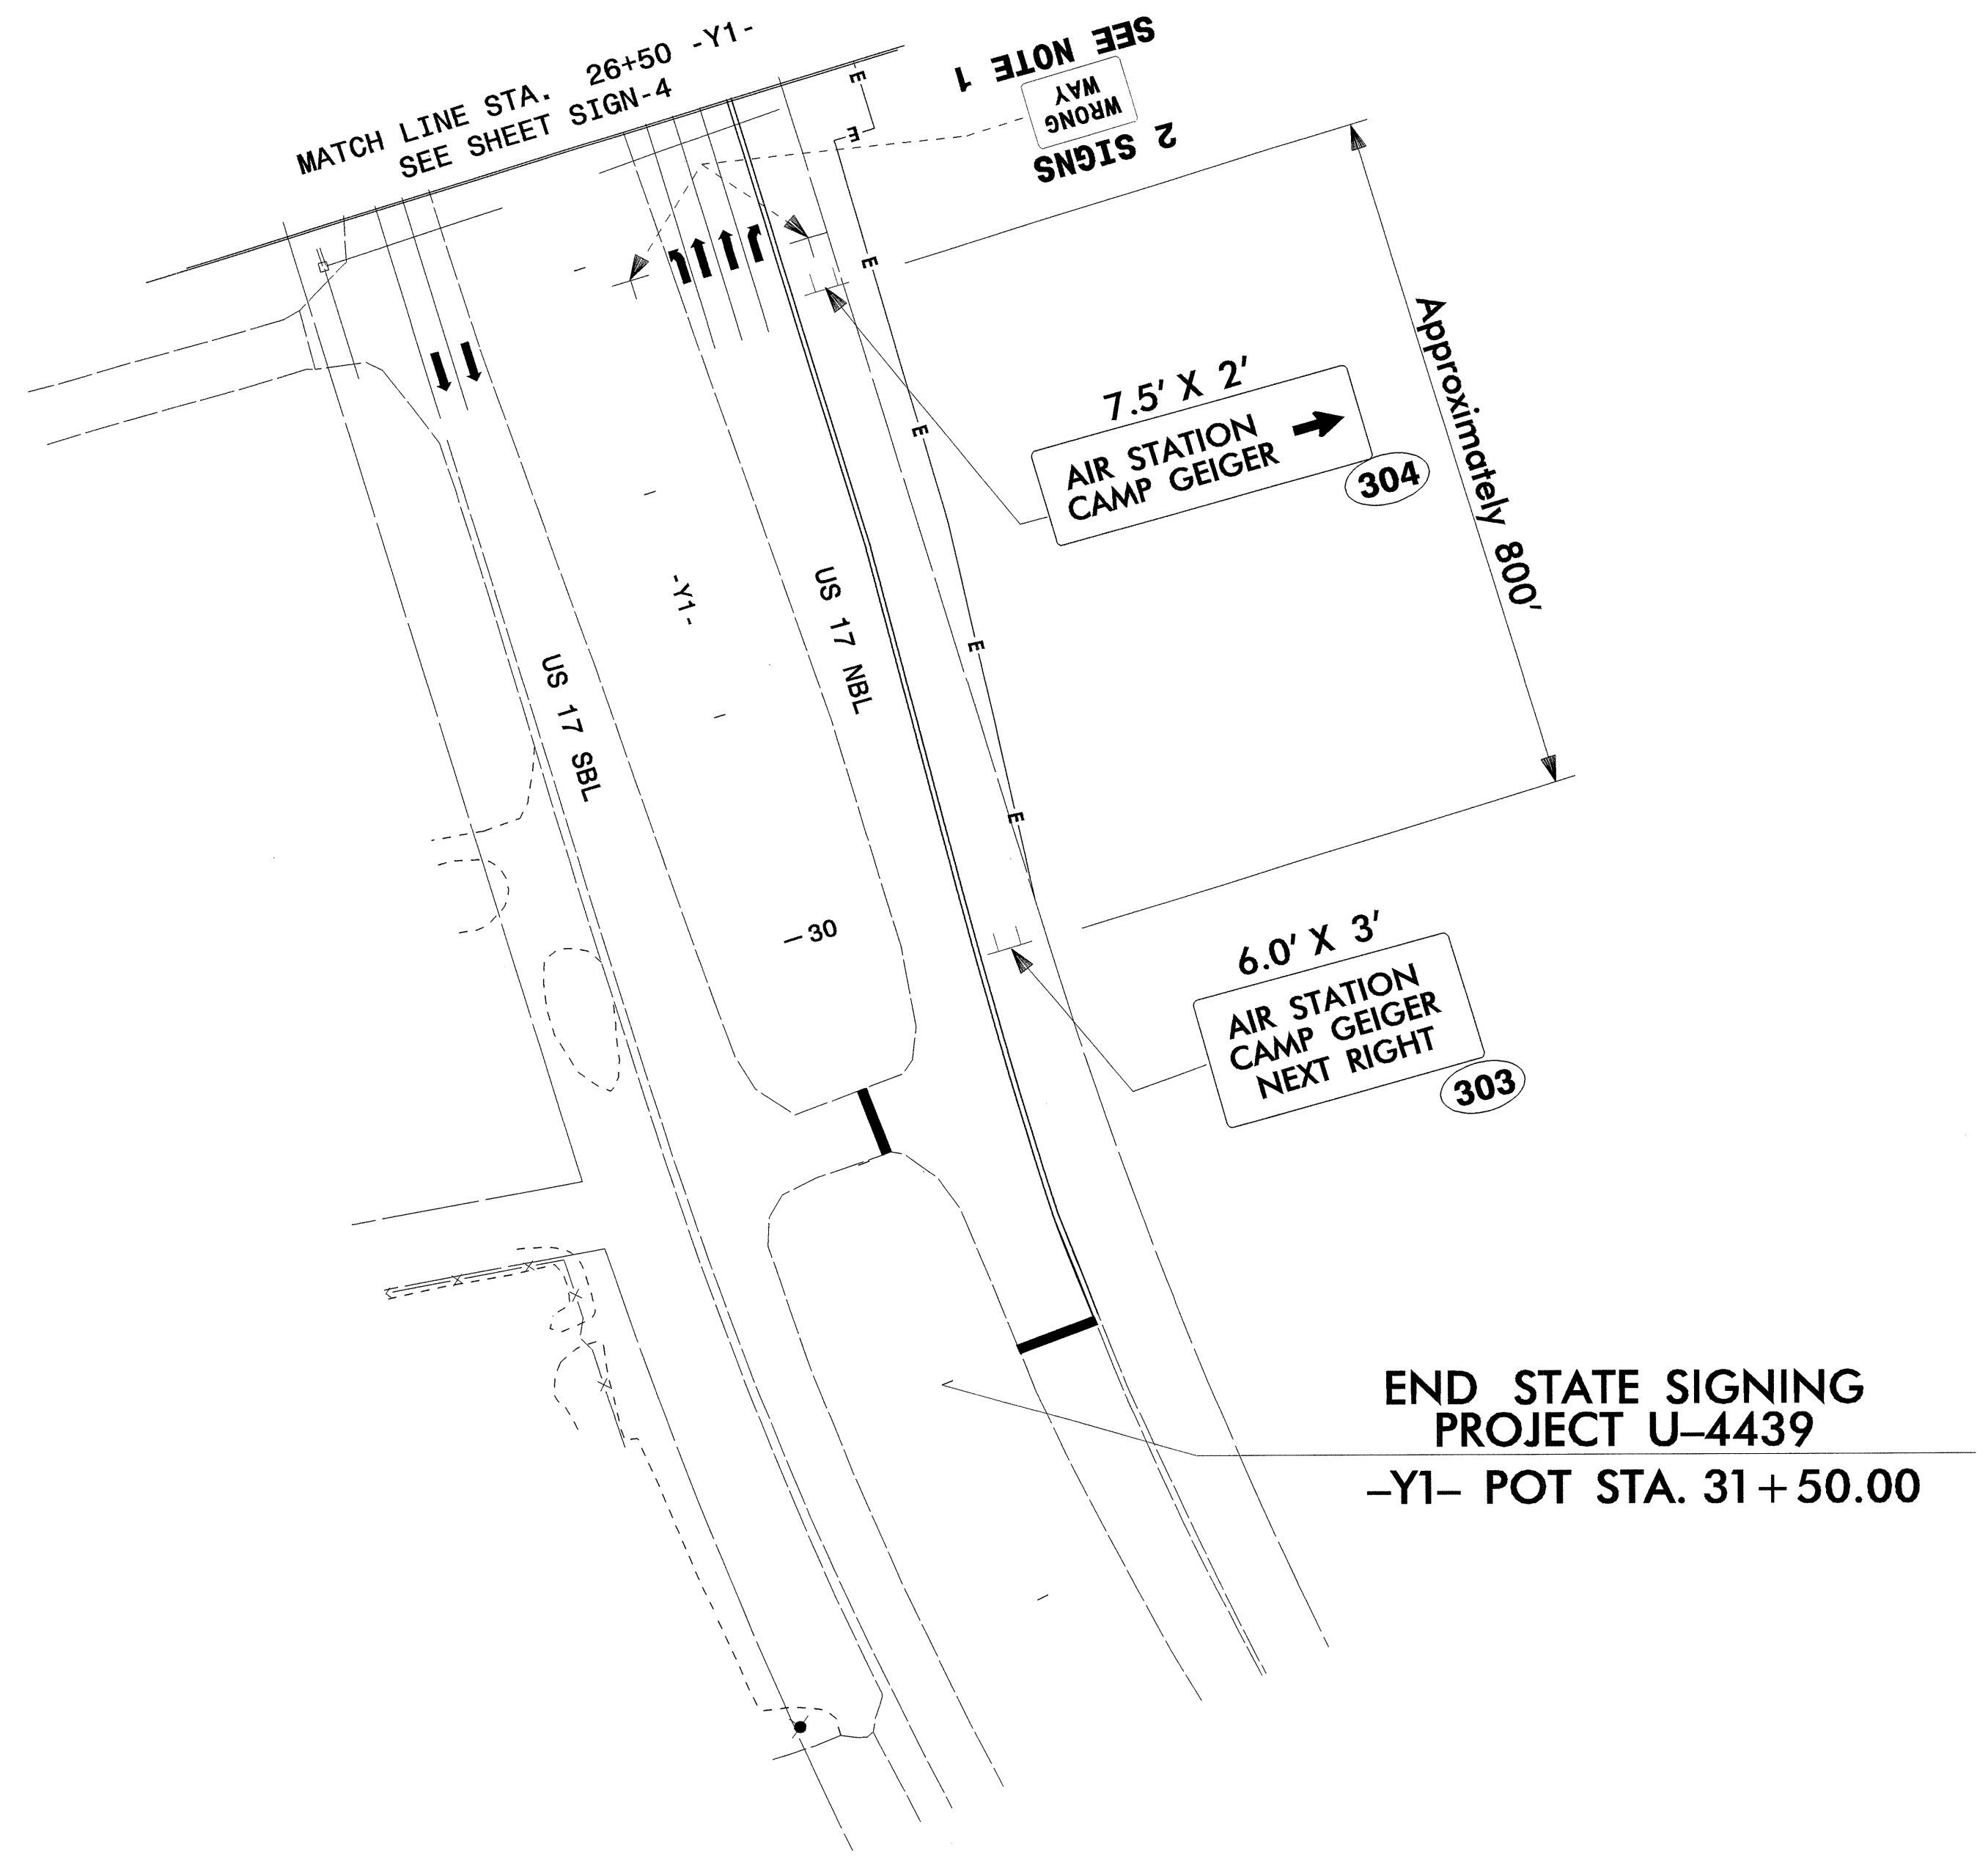 MATCH LINE STA. 26+50 -Y1-
SEE SHEET SIGN-4
SEE NOTE 1
WRONG
WAY
2 SIGNS
E
E
E
E
E
E
7.5' X 2'
AIR STATION
CAMP GEIGER
304
Approximately 800'
-Y1-
US 17 NBL
US 17 SBL
30
6.0' X 3'
AIR STATION
CAMP GEIGER
NEXT RIGHT
303
END STATE SIGNING
PROJECT U-4439
-Y1- POT STA. 31+50.00